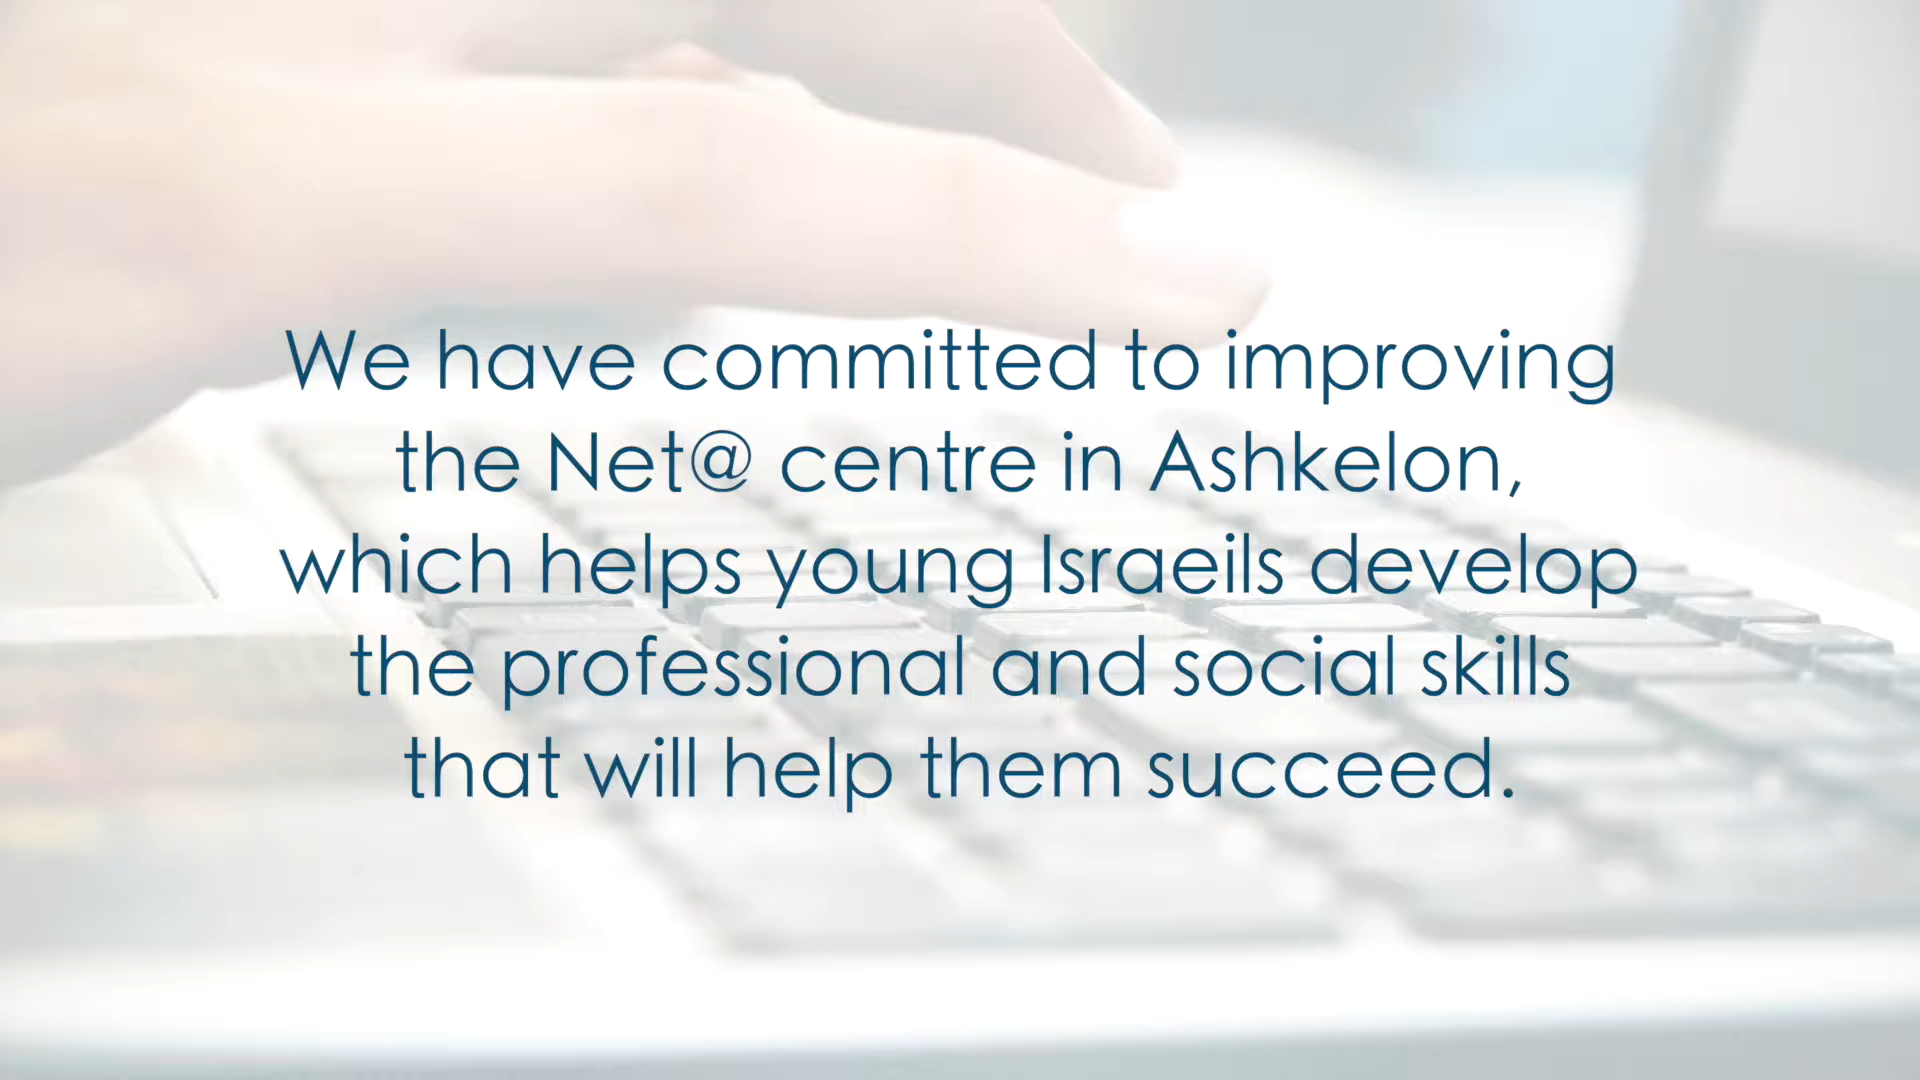 We have committed to improving
the Net@ centre in Ashkelon,
which helps young Israeils develop
the professional and social skills
that will help them succeed.